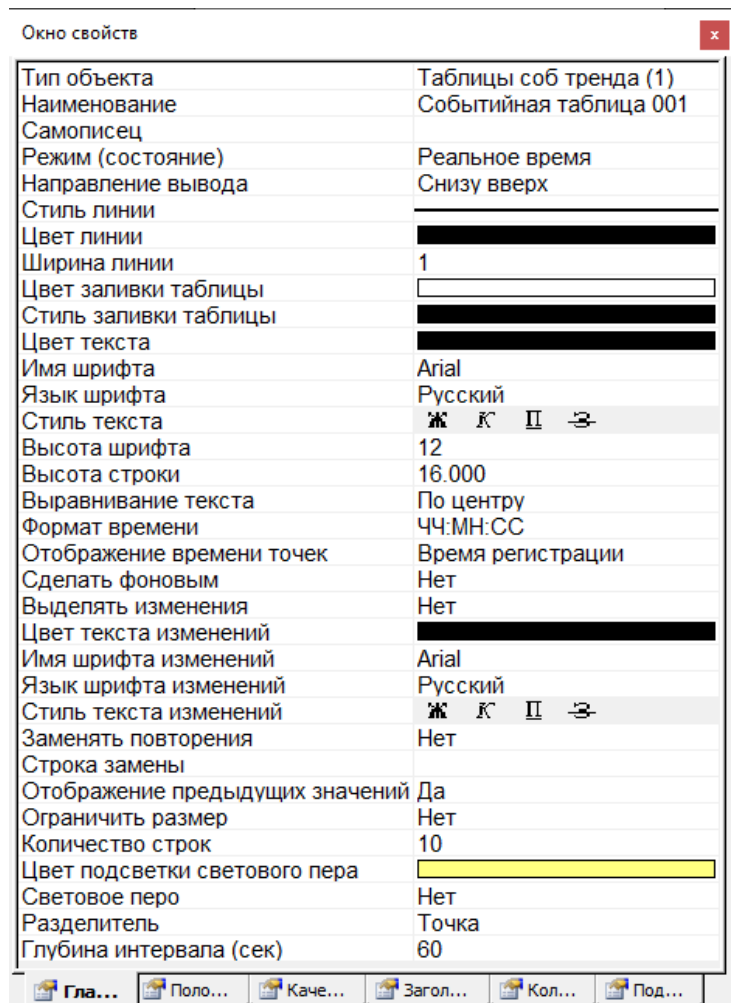 Окно свойств x
Тип объекта Таблицы соб тренда (1)
Наименование Событийная таблица 001
Самописец
Режим (состояние) Реальное время
Направление вывода Снизу вверх
Стиль линии
Цвет линии
Ширина линии 1
Цвет заливки таблицы
Стиль заливки таблицы
Цвет текста
Имя шрифта Arial
Язык шрифта Русский
Стиль текста Ж К П З
Высота шрифта 12
Высота строки 16.000
Выравнивание текста По центру
Формат времени ЧЧ:МН:СС
Отображение времени точек Время регистрации
Сделать фоновым Нет
Выделять изменения Нет
Цвет текста изменений
Имя шрифта изменений Arial
Язык шрифта изменений Русский
Стиль текста изменений Ж К П З
Заменять повторения Нет
Строка замены
Отображение предыдущих значений Да
Ограничить размер Нет
Количество строк 10
Цвет подсветки светового пера
Световое перо Нет
Разделитель Точка
Глубина интервала (сек) 60
Гла... Поло... Каче... Загол... Кол... Под...